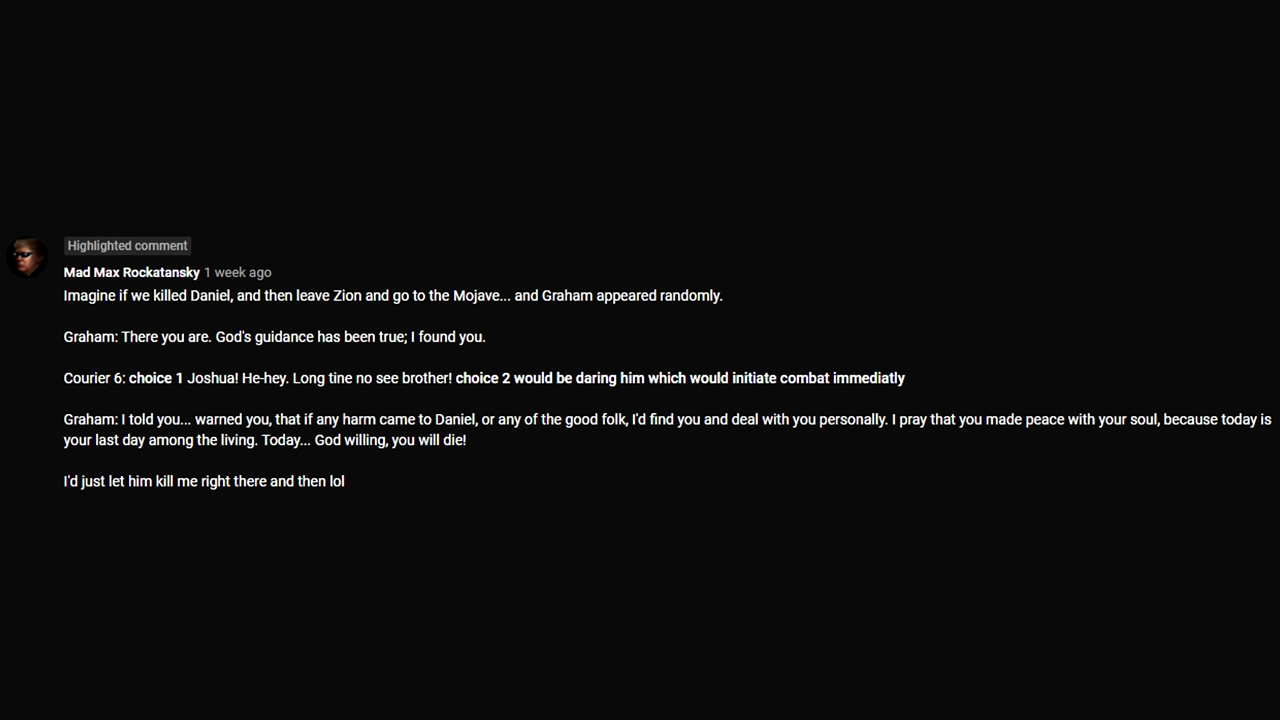 Highlighted comment
Mad Max Rockatansky 1 week ago
Imagine if we killed Daniel, and then leave Zion and go to the Mojave... and Graham appeared randomly.
Graham: There you are. God's guidance has been true; I found you.
Courier 6: choice 1 Joshua! He-hey. Long tine no see brother! choice 2 would be daring him which would initiate combat immediatly
Graham: I told you... warned you, that if any harm came to Daniel, or any of the good folk, I'd find you and deal with you personally. I pray that you made peace with your soul, because today is
your last day among the living. Today... God willing, you will die!
I'd just let him kill me right there and then lol